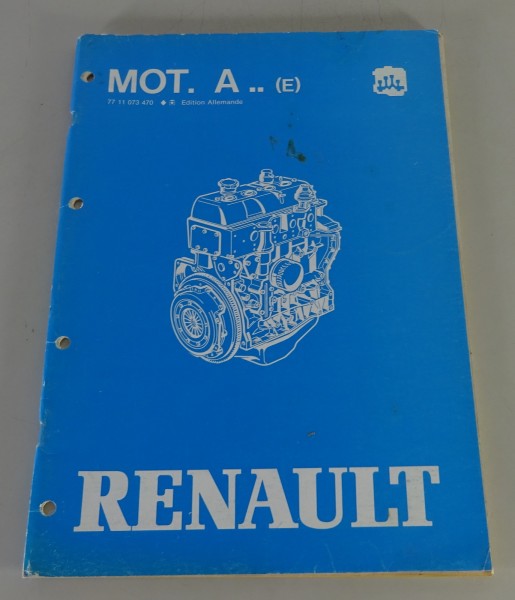 MOT. A .. (E)
77 11 073 470 Edition Allemande
RENAULT